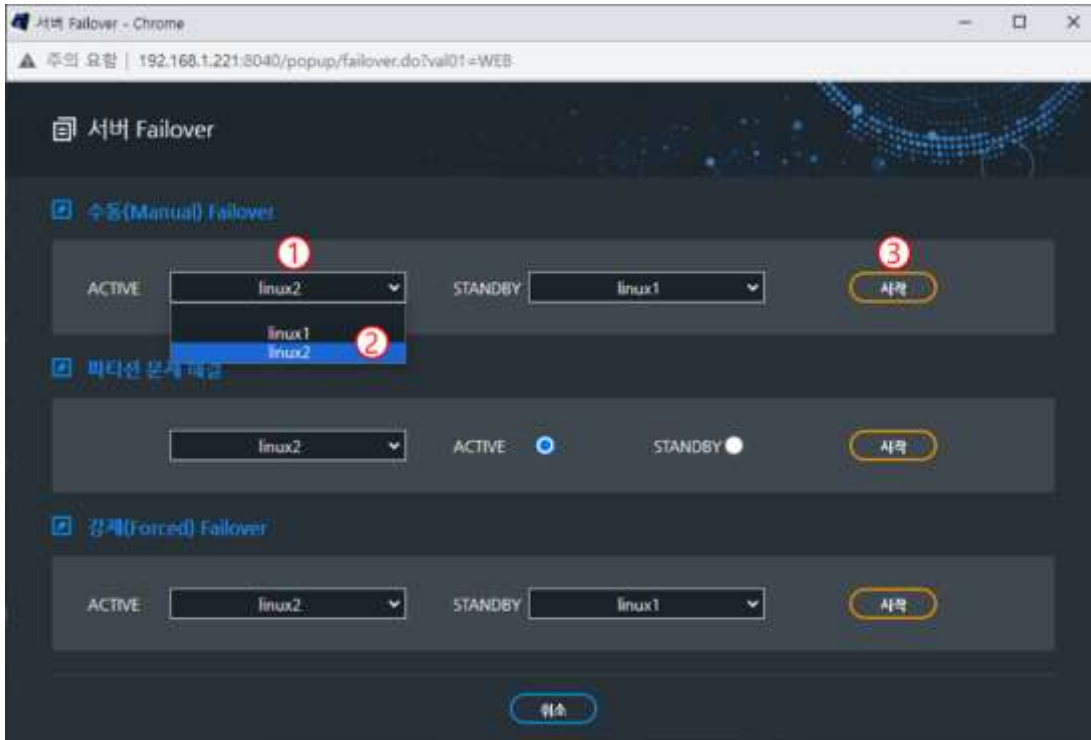 서버 Failover - Chrome
주의 요함 | 192.168.1.221:8040/popup/failover.do?val01=WEB
서버 Failover
수동(Manual) Failover
1 3
ACTIVE linux2 STANDBY linux1 시작
linux1
linux2 2
파티션 문제 해결
linux2 ACTIVE STANDBY 시작
강제(Forced) Failover
ACTIVE linux2 STANDBY linux1 시작
취소